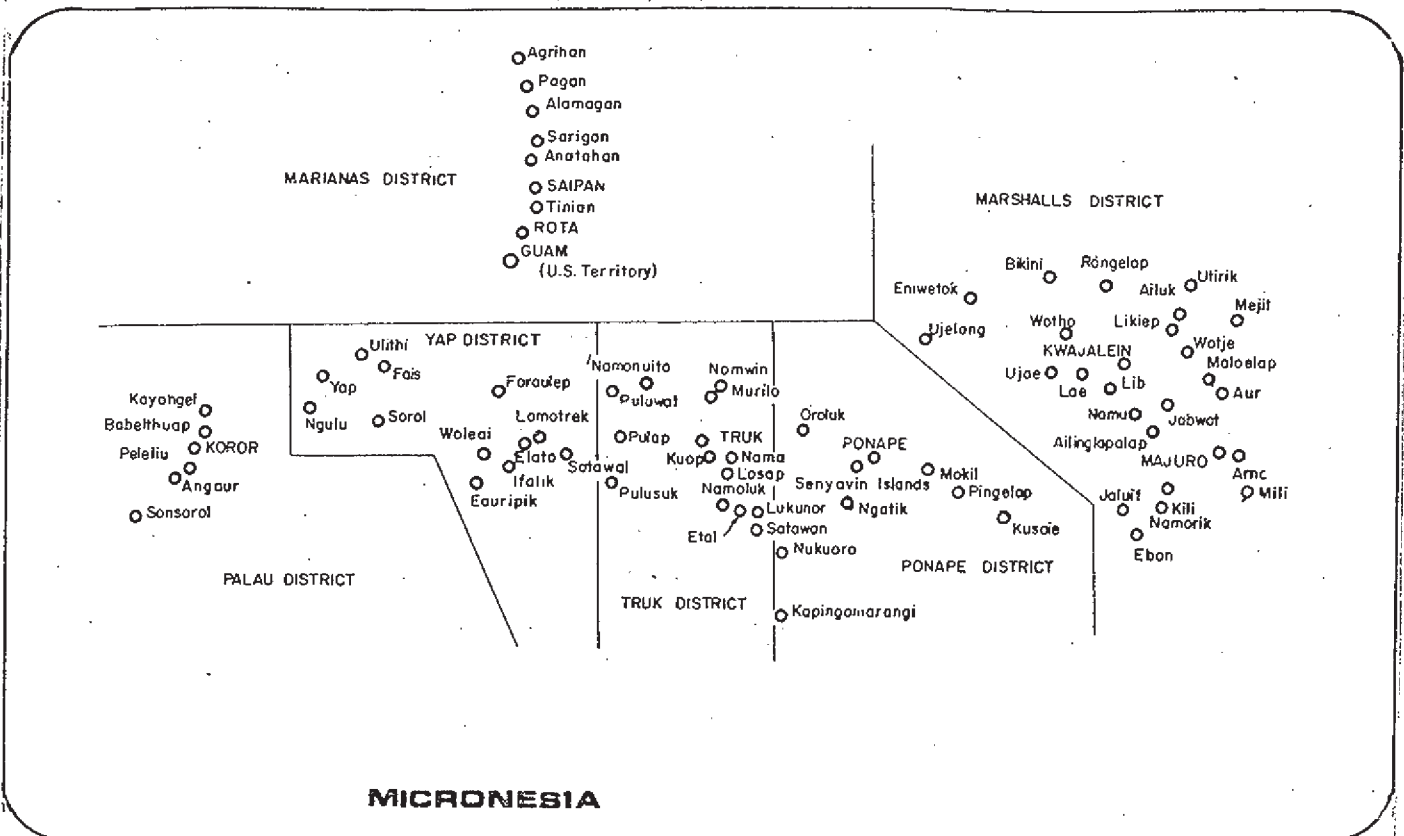 Agrihan
Pagan
Alamagan
Sarigan
Anatahan
MARIANAS DISTRICT
SAIPAN
Tinian
ROTA
GUAM
(U.S. Territory)
MARSHALLS DISTRICT
Bikini
Rongelap
Utirik
Ailuk
Eniwetok
Mejit
Ujelong
Wotho
Likiep
Wotje
KWAJALEIN
Maloelap
Ujae
Lae
Lib
Aur
Namu
Jabwat
Ailinglapalap
MAJURO
Arnc
Mili
Jaluit
Kili
Namorik
Ebon
YAP DISTRICT
Ulithi
Fais
Yap
Ngulu
Sorol
Faraulep
Lamotrek
Woleai
Elato
Satawal
Ifalik
Eauripik
Kayangel
Babelthuap
KOROR
Peleliu
Angaur
Sonsorol
PALAU DISTRICT
Namonuito
Puluwat
Nomwin
Murilo
Pulap
TRUK
Kuop
Nama
Losap
Pulusuk
Namoluk
Lukunor
Etal
Satawan
TRUK DISTRICT
Oroluk
PONAPE
Senyavin Islands
Mokil
Pingelap
Ngatik
Kusaie
Nukuoro
PONAPE DISTRICT
Kapingamarangi
MICRONESIA